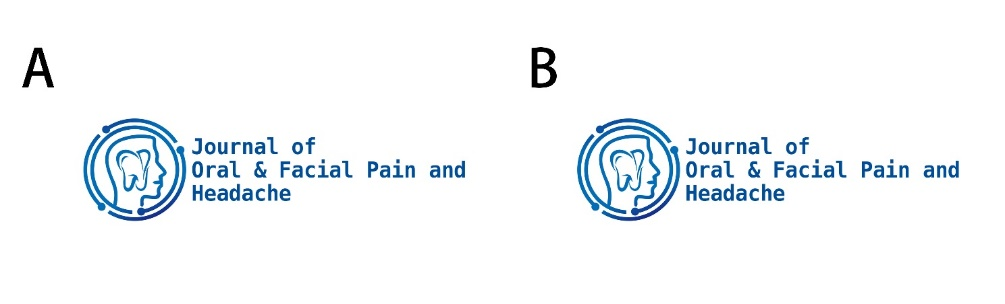 A
Journal of
Oral & Facial Pain and
Headache
B
Journal of
Oral & Facial Pain and
Headache